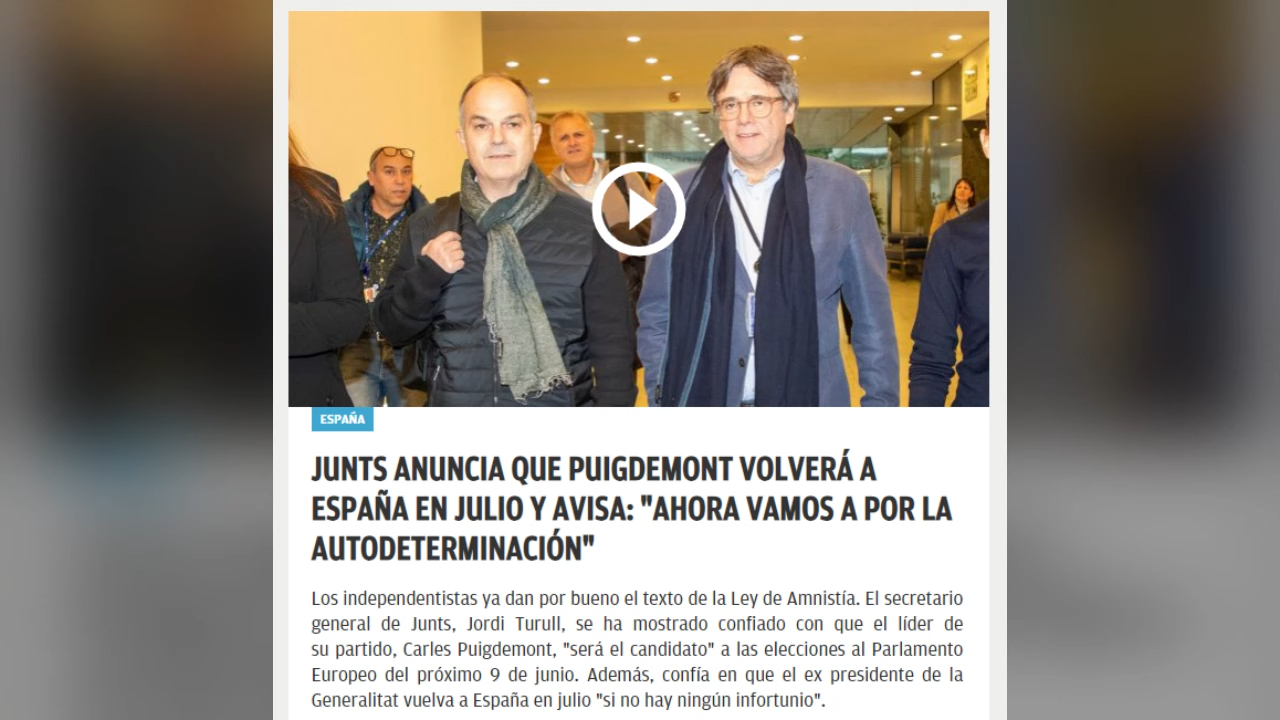 ESPAÑA
JUNTS ANUNCIA QUE PUIGDEMONT VOLVERÁ A
ESPAÑA EN JULIO Y AVISA: "AHORA VAMOS A POR LA
AUTODETERMINACIÓN"
Los independentistas ya dan por bueno el texto de la Ley de Amnistía. El secretario
general de Junts, Jordi Turull, se ha mostrado confiado con que el líder de
su partido, Carles Puigdemont, "será el candidato" a las elecciones al Parlamento
Europeo del próximo 9 de junio. Además, confía en que el ex presidente de la
Generalitat vuelva a España en julio "si no hay ningún infortunio".